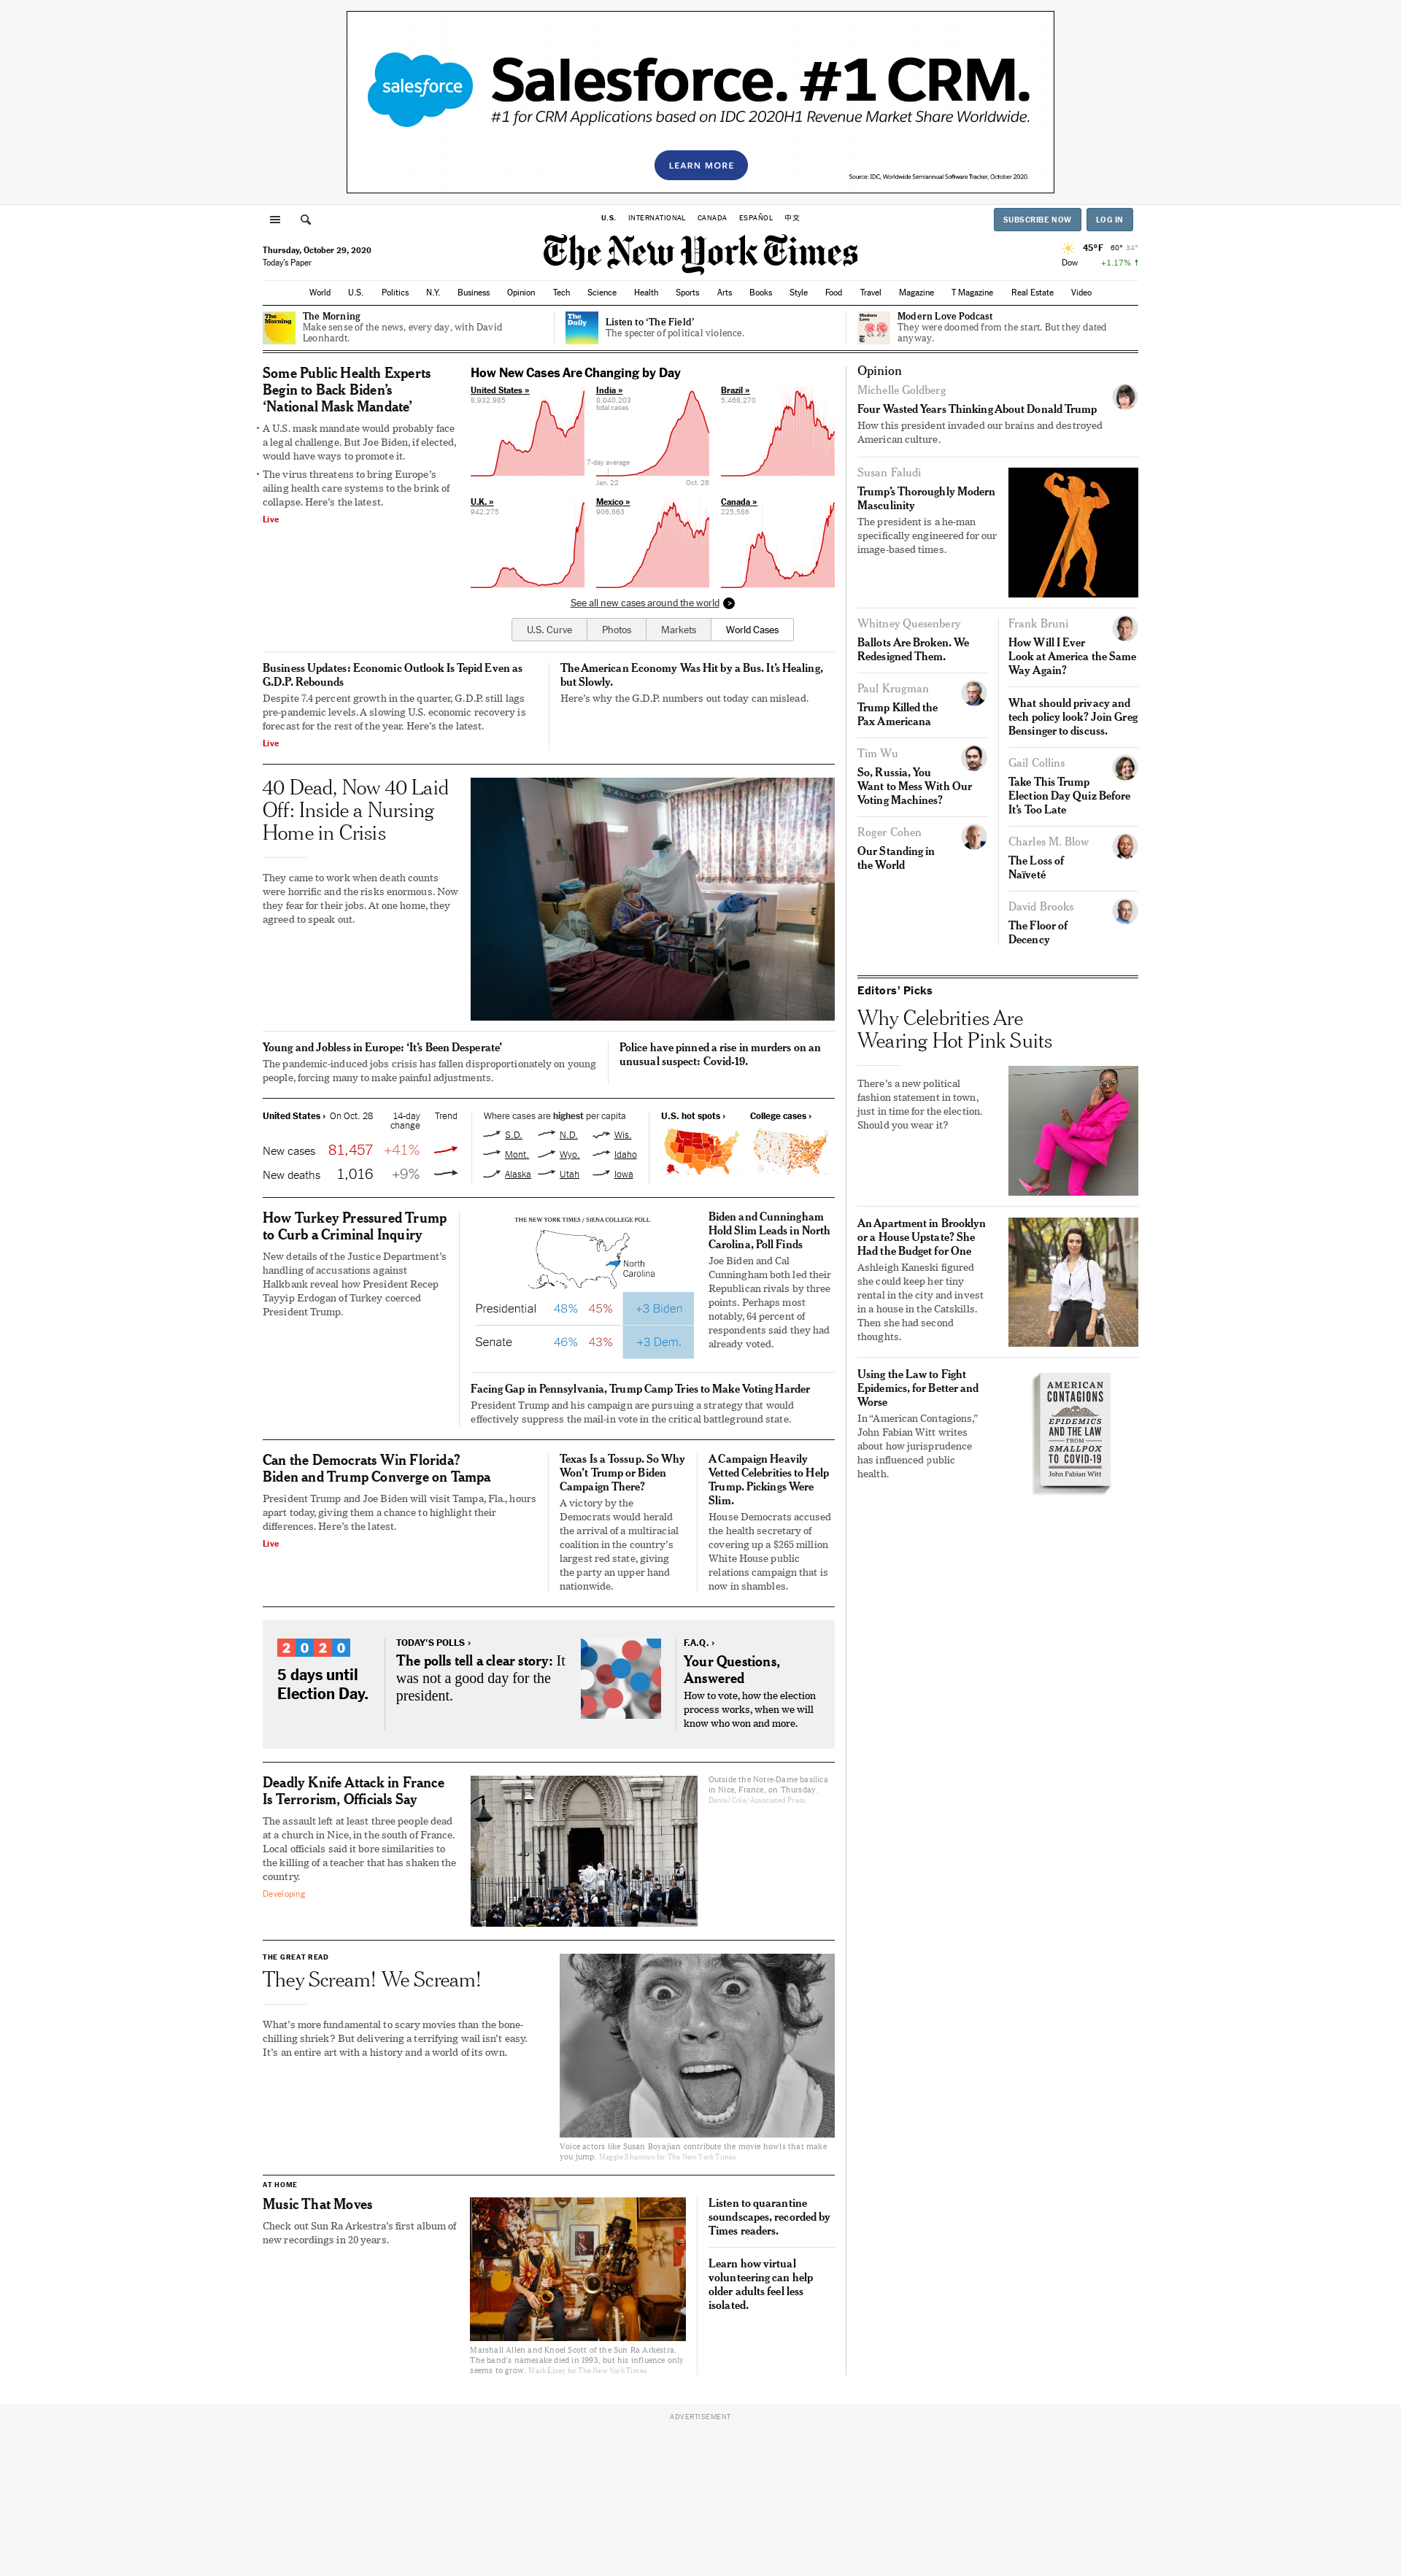 salesforce
Salesforce. #1 CRM.
#1 for CRM Applications based on IDC 2020H1 Revenue Market Share Worldwide.
LEARN MORE
Source: IDC, Worldwide Semiannual Software Tracker, October 2020.
U.S. INTERNATIONAL CANADA ESPAÑOL 中文
SUBSCRIBE NOW
LOG IN
Thursday, October 29, 2020
Today's Paper
The New York Times
45°F 60° 34°
Dow +1.17% ↑
World U.S. Politics N.Y. Business Opinion Tech Science Health Sports Arts Books Style Food Travel Magazine T Magazine Real Estate Video
The Morning
The Morning
Make sense of the news, every day, with David
Leonhardt.
The Daily
Listen to ‘The Field’
The specter of political violence.
Modern Love
Modern Love Podcast
They were doomed from the start. But they dated
anyway.
Some Public Health Experts
Begin to Back Biden’s
‘National Mask Mandate’
• A U.S. mask mandate would probably face
a legal challenge. But Joe Biden, if elected,
would have ways to promote it.
• The virus threatens to bring Europe’s
ailing health care systems to the brink of
collapse. Here’s the latest.
Live
How New Cases Are Changing by Day
United States »
8,932,985
India »
8,040,203
total cases
Brazil »
5,468,270
7-day average
Jan. 22
Oct. 28
U.K. »
942,275
Mexico »
906,863
Canada »
225,586
See all new cases around the world
U.S. Curve
Photos
Markets
World Cases
Business Updates: Economic Outlook Is Tepid Even as
G.D.P. Rebounds
Despite 7.4 percent growth in the quarter, G.D.P. still lags
pre-pandemic levels. A slowing U.S. economic recovery is
forecast for the rest of the year. Here’s the latest.
Live
The American Economy Was Hit by a Bus. It’s Healing,
but Slowly.
Here’s why the G.D.P. numbers out today can mislead.
40 Dead, Now 40 Laid
Off: Inside a Nursing
Home in Crisis
They came to work when death counts
were horrific and the risks enormous. Now
they fear for their jobs. At one home, they
agreed to speak out.
Young and Jobless in Europe: ‘It’s Been Desperate’
The pandemic-induced jobs crisis has fallen disproportionately on young
people, forcing many to make painful adjustments.
Police have pinned a rise in murders on an
unusual suspect: Covid-19.
United States › On Oct. 28 14-day
change Trend
New cases 81,457 +41%
New deaths 1,016 +9%
Where cases are highest per capita
S.D. N.D. Wis.
Mont. Wyo. Idaho
Alaska Utah Iowa
U.S. hot spots ›
College cases ›
How Turkey Pressured Trump
to Curb a Criminal Inquiry
New details of the Justice Department’s
handling of accusations against
Halkbank reveal how President Recep
Tayyip Erdogan of Turkey coerced
President Trump.
THE NEW YORK TIMES / SIENA COLLEGE POLL
North
Carolina
Presidential 48% 45% +3 Biden
Senate 46% 43% +3 Dem.
Biden and Cunningham
Hold Slim Leads in North
Carolina, Poll Finds
Joe Biden and Cal
Cunningham both led their
Republican rivals by three
points. Perhaps most
notably, 64 percent of
respondents said they had
already voted.
Facing Gap in Pennsylvania, Trump Camp Tries to Make Voting Harder
President Trump and his campaign are pursuing a strategy that would
effectively suppress the mail-in vote in the critical battleground state.
Can the Democrats Win Florida?
Biden and Trump Converge on Tampa
President Trump and Joe Biden will visit Tampa, Fla., hours
apart today, giving them a chance to highlight their
differences. Here’s the latest.
Live
Texas Is a Tossup. So Why
Won’t Trump or Biden
Campaign There?
A victory by the
Democrats would herald
the arrival of a multiracial
coalition in the country’s
largest red state, giving
the party an upper hand
nationwide.
A Campaign Heavily
Vetted Celebrities to Help
Trump. Pickings Were
Slim.
House Democrats accused
the health secretary of
covering up a $265 million
White House public
relations campaign that is
now in shambles.
2020
5 days until
Election Day.
TODAY’S POLLS ›
The polls tell a clear story: It
was not a good day for the
president.
F.A.Q. ›
Your Questions,
Answered
How to vote, how the election
process works, when we will
know who won and more.
Deadly Knife Attack in France
Is Terrorism, Officials Say
The assault left at least three people dead
at a church in Nice, in the south of France.
Local officials said it bore similarities to
the killing of a teacher that has shaken the
country.
Developing
Outside the Notre-Dame basilica
in Nice, France, on Thursday.
Daniel Cole/Associated Press
THE GREAT READ
They Scream! We Scream!
What’s more fundamental to scary movies than the bone-
chilling shriek? But delivering a terrifying wail isn’t easy.
It’s an entire art with a history and a world of its own.
Voice actors like Susan Boyajian contribute the movie howls that make
you jump. Maggie Shannon for The New York Times
AT HOME
Music That Moves
Check out Sun Ra Arkestra’s first album of
new recordings in 20 years.
Marshall Allen and Knoel Scott of the Sun Ra Arkestra.
The band’s namesake died in 1993, but his influence only
seems to grow. Mark Elzey for The New York Times
Listen to quarantine
soundscapes, recorded by
Times readers.
Learn how virtual
volunteering can help
older adults feel less
isolated.
Opinion
Michelle Goldberg
Four Wasted Years Thinking About Donald Trump
How this president invaded our brains and destroyed
American culture.
Susan Faludi
Trump’s Thoroughly Modern
Masculinity
The president is a he-man
specifically engineered for our
image-based times.
Whitney Quesenbery
Ballots Are Broken. We
Redesigned Them.
Paul Krugman
Trump Killed the
Pax Americana
Tim Wu
So, Russia, You
Want to Mess With Our
Voting Machines?
Roger Cohen
Our Standing in
the World
Frank Bruni
How Will I Ever
Look at America the Same
Way Again?
What should privacy and
tech policy look? Join Greg
Bensinger to discuss.
Gail Collins
Take This Trump
Election Day Quiz Before
It’s Too Late
Charles M. Blow
The Loss of
Naïveté
David Brooks
The Floor of
Decency
Editors’ Picks
Why Celebrities Are
Wearing Hot Pink Suits
There’s a new political
fashion statement in town,
just in time for the election.
Should you wear it?
An Apartment in Brooklyn
or a House Upstate? She
Had the Budget for One
Ashleigh Kaneski figured
she could keep her tiny
rental in the city and invest
in a house in the Catskills.
Then she had second
thoughts.
Using the Law to Fight
Epidemics, for Better and
Worse
In “American Contagions,”
John Fabian Witt writes
about how jurisprudence
has influenced public
health.
AMERICAN
CONTAGIONS
EPIDEMICS
AND THE LAW
FROM
SMALLPOX
TO COVID-19
John Fabian Witt
ADVERTISEMENT